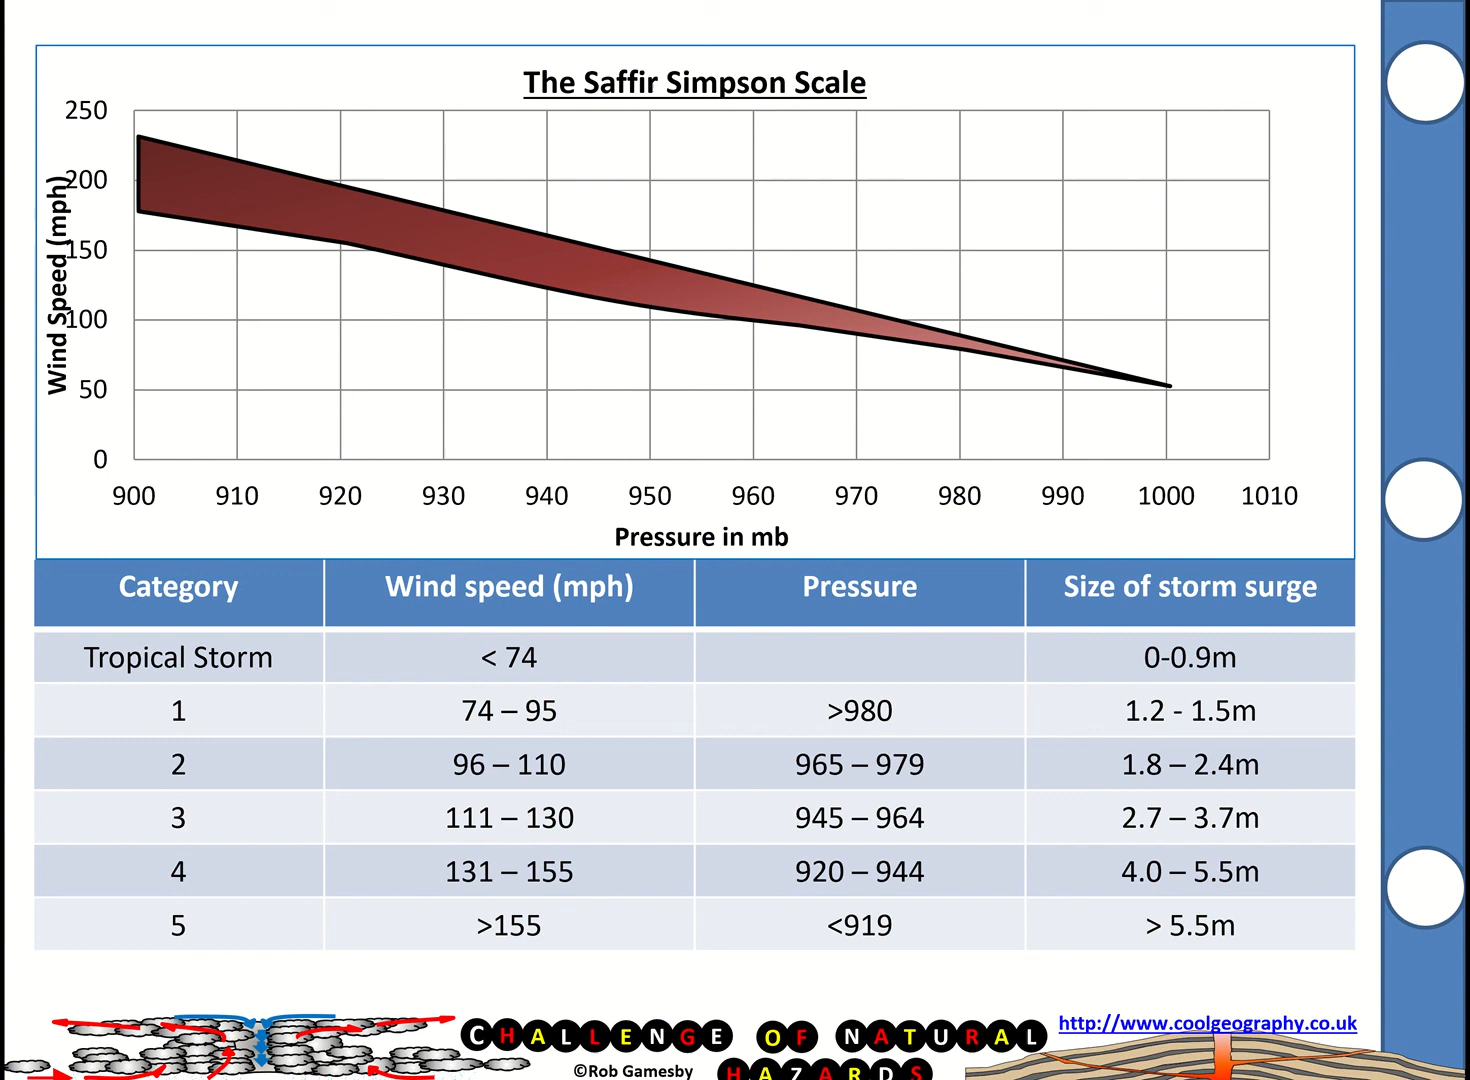 The Saffir Simpson Scale
250
200
150
100
50
0
Wind Speed (mph)
900 910 920 930 940 950 960 970 980 990 1000 1010
Pressure in mb
Category Wind speed (mph) Pressure Size of storm surge
Tropical Storm < 74 0-0.9m
1 74 – 95 >980 1.2 - 1.5m
2 96 – 110 965 – 979 1.8 – 2.4m
3 111 – 130 945 – 964 2.7 – 3.7m
4 131 – 155 920 – 944 4.0 – 5.5m
5 >155 <919 > 5.5m
CHALLENGE OF NATURAL
HAZARDS
©Rob Gamesby
http://www.coolgeography.co.uk